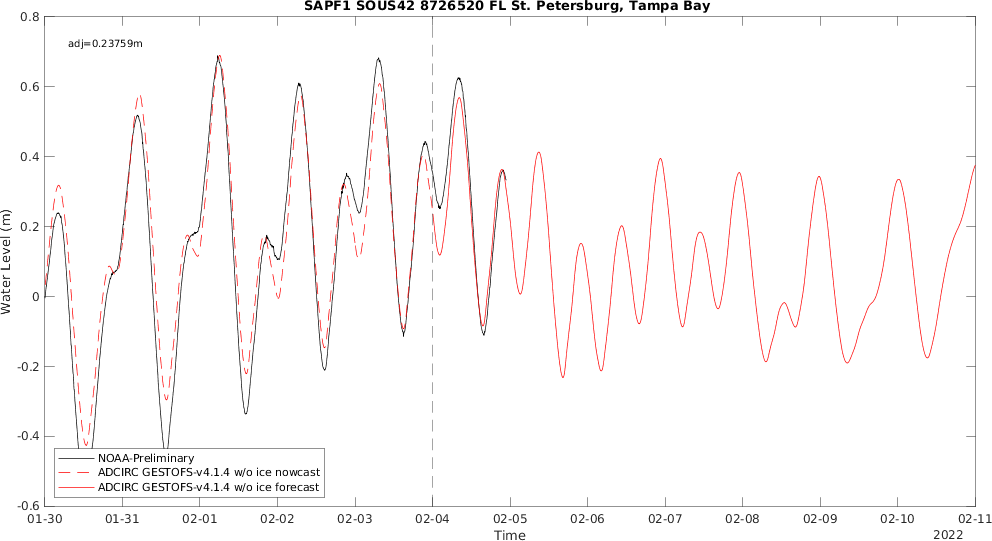 SAPF1 SOUS42 8726520 FL St. Petersburg, Tampa Bay
adj=0.23759m
0.8
0.6
0.4
0.2
0
-0.2
-0.4
-0.6
Water Level (m)
NOAA-Preliminary
ADCIRC GESTOFS-v4.1.4 w/o ice nowcast
ADCIRC GESTOFS-v4.1.4 w/o ice forecast
01-30 01-31 02-01 02-02 02-03 02-04 02-05 02-06 02-07 02-08 02-09 02-10 02-11
Time
2022